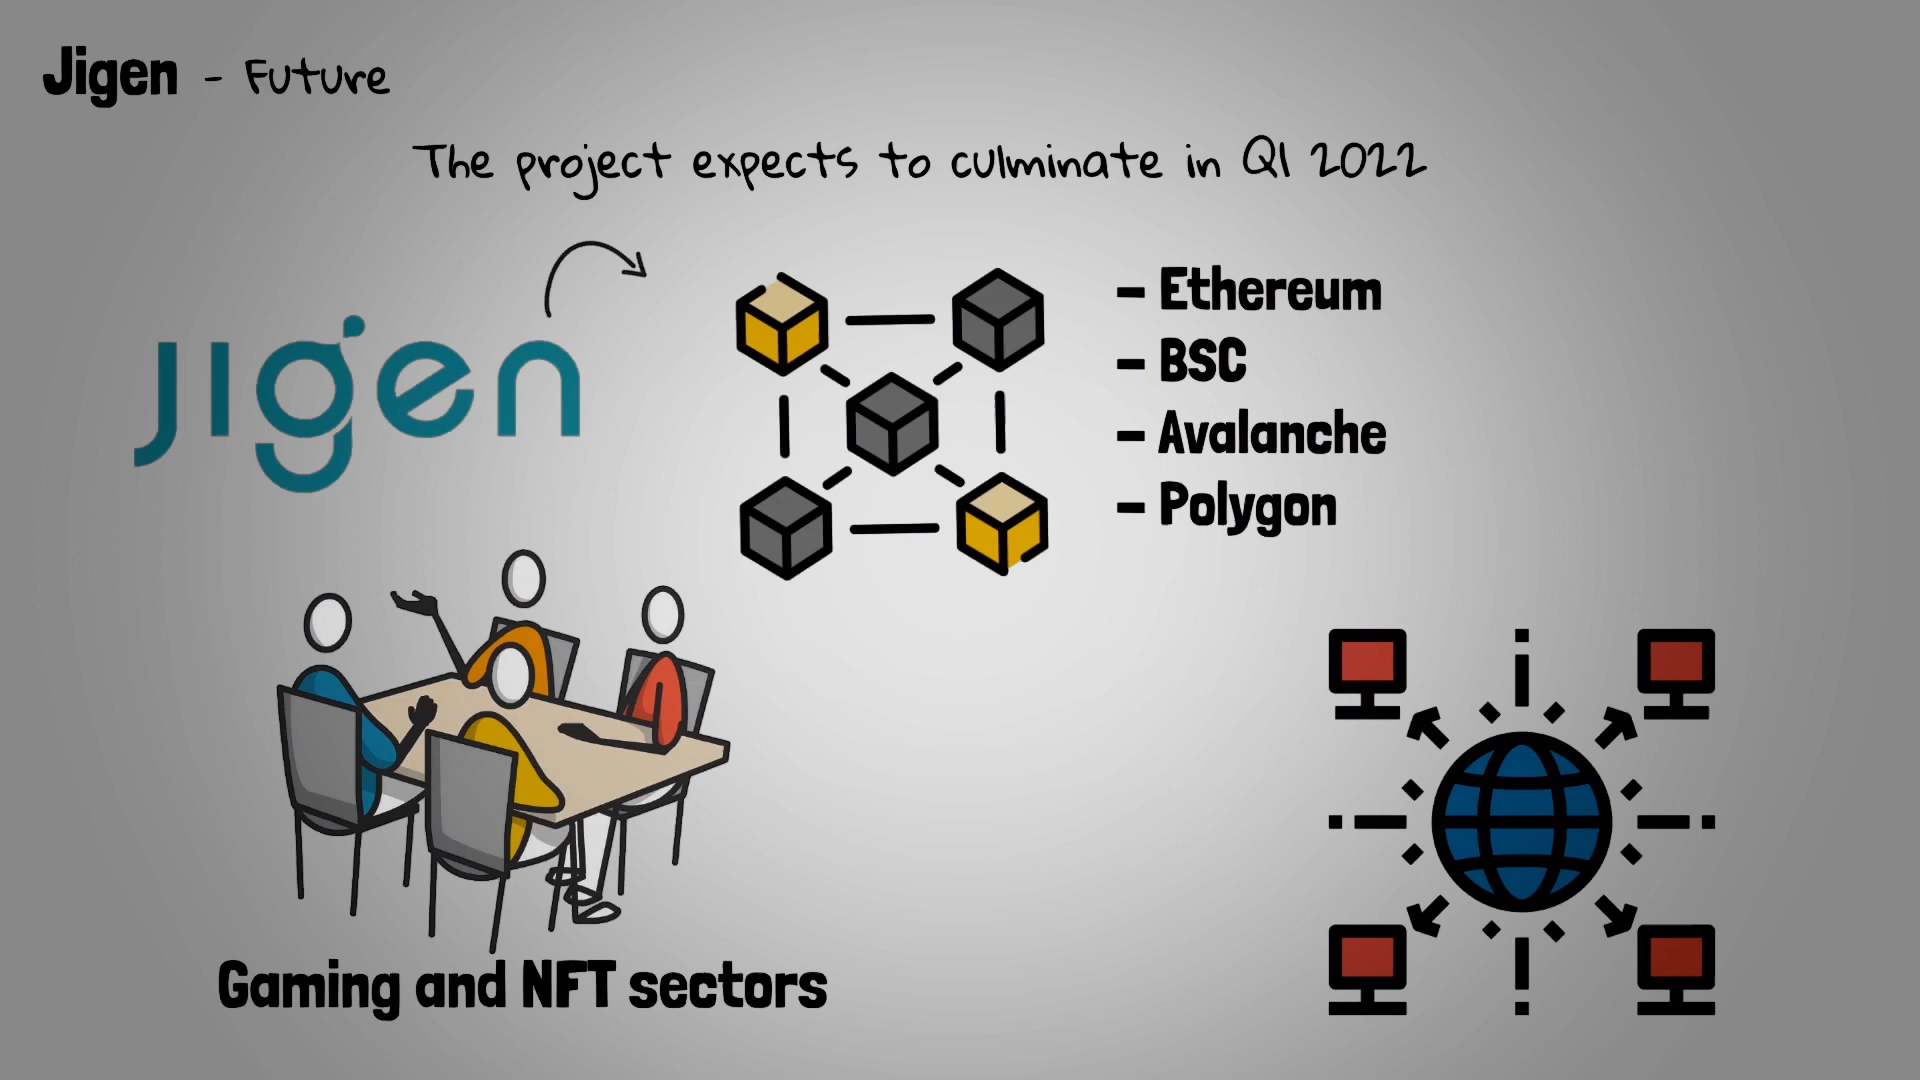 Jigen - Future
The project expects to culminate in Q1 2022
Jigen
- Ethereum
- BSC
- Avalanche
- Polygon
Gaming and NFT sectors